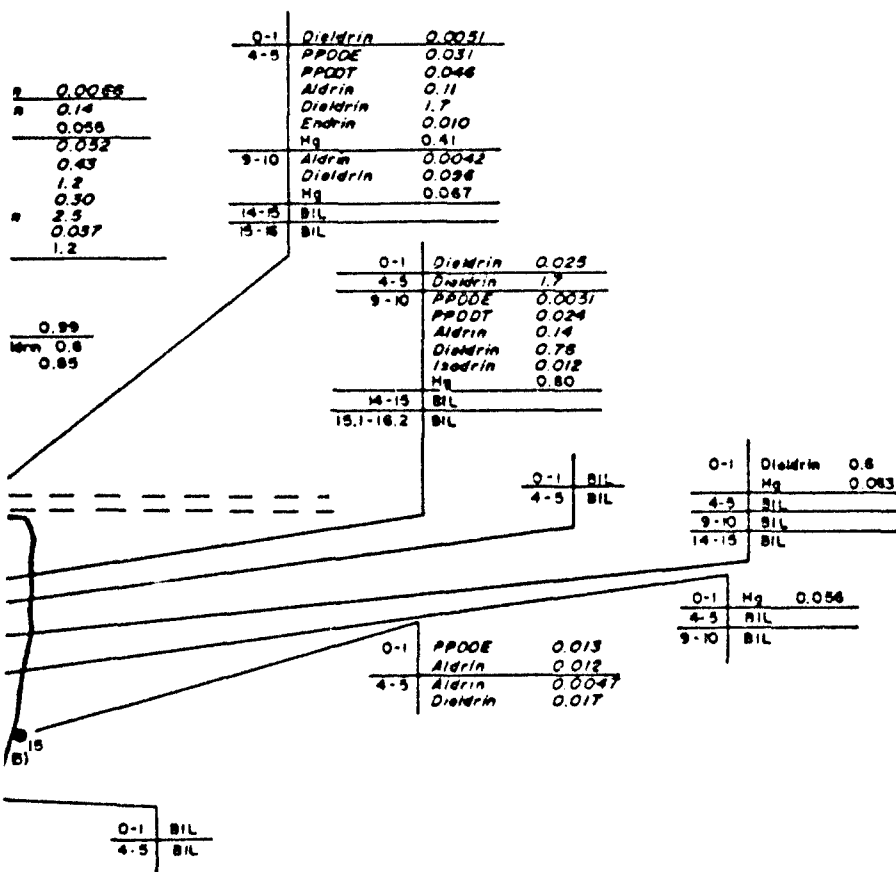 0-1 Dieldrin 0.0051
4-5 PPDDE 0.031
PPDDT 0.046
Aldrin 0.11
Dieldrin 1.7
Endrin 0.010
Hg 0.41
9-10 Aldrin 0.0042
Dieldrin 0.096
Hg 0.067
14-15 BIL
15-16 BIL
n 0.0066
n 0.14
0.056
0.052
0.43
1.2
0.30
n 2.5
0.037
1.2
0.99
ldrin 0.6
0.65
0-1 Dieldrin 0.025
4-5 Dieldrin 1.7
9-10 PPDDE 0.0031
PPDDT 0.024
Aldrin 0.14
Dieldrin 0.76
Isodrin 0.012
Hg 0.80
14-15 BIL
15.1-16.2 BIL
0-1 BIL
4-5 BIL
0-1 Dieldrin 0.6
Hg 0.083
4-5 BIL
9-10 BIL
14-15 BIL
0-1 Hg 0.056
4-5 BIL
9-10 BIL
0-1 PPDDE 0.013
Aldrin 0.012
4-5 Aldrin 0.0047
Dieldrin 0.017
15
B)
0-1 BIL
4-5 BIL